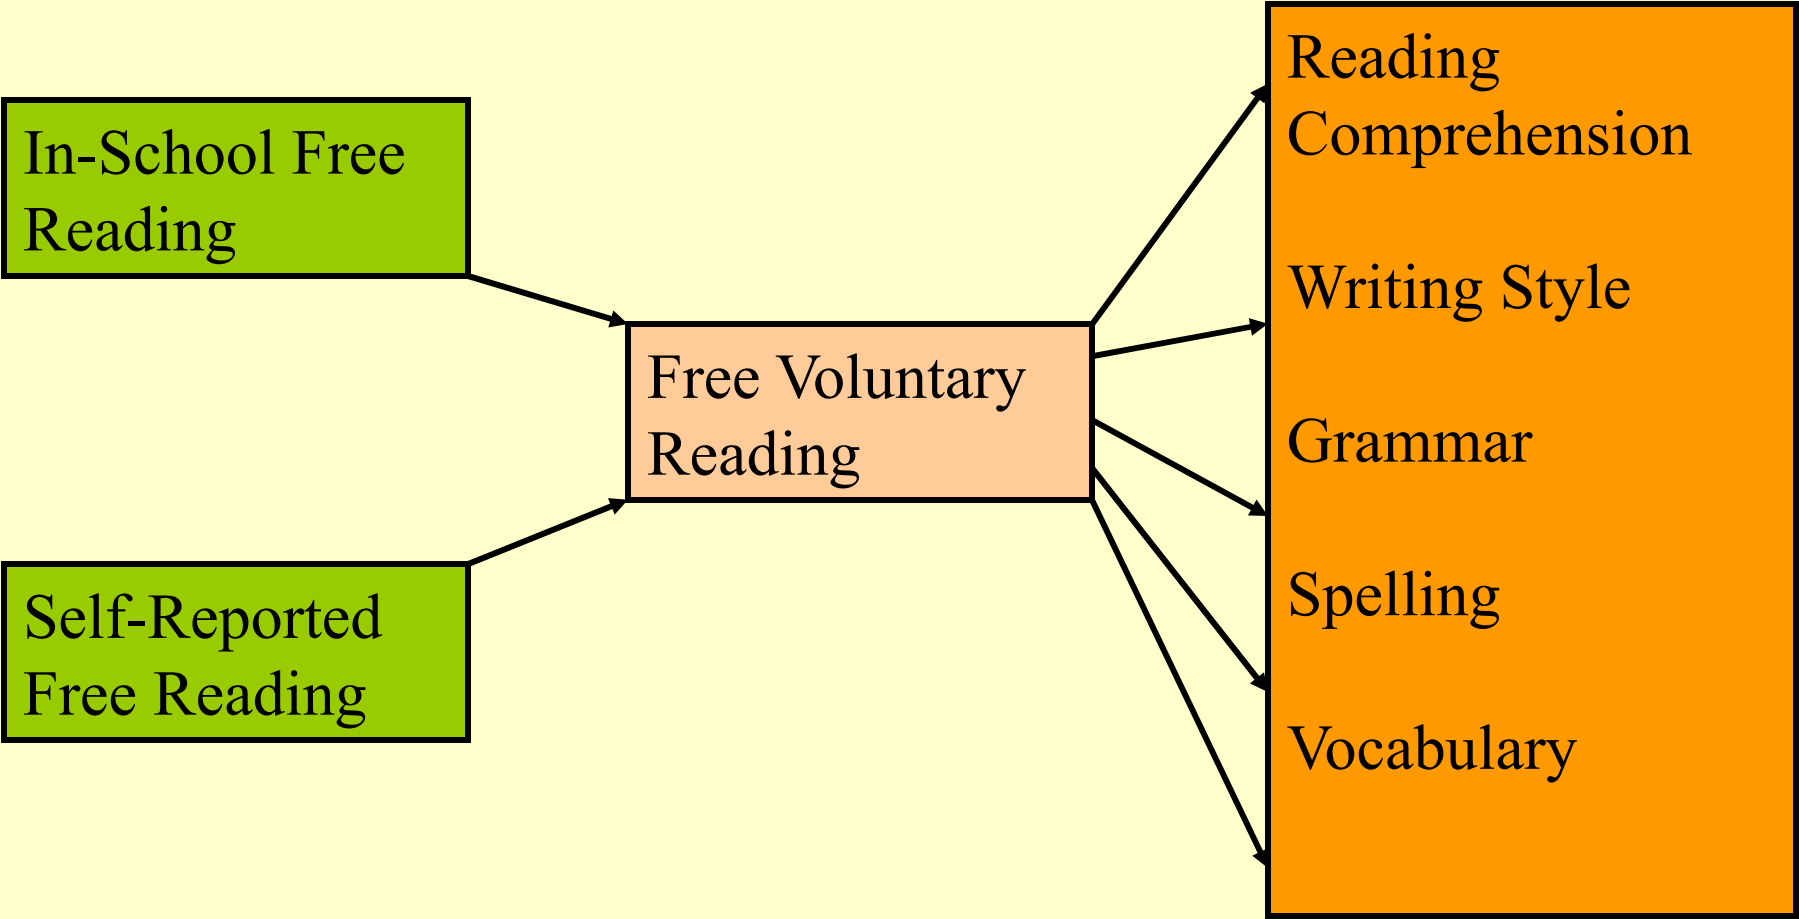 In-School Free
Reading
Self-Reported
Free Reading
Free Voluntary
Reading
Reading
Comprehension
Writing Style
Grammar
Spelling
Vocabulary